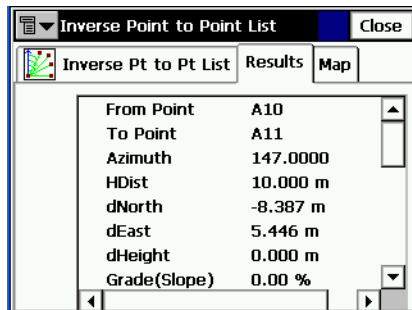 Inverse Point to Point List Close
Inverse Pt to Pt List Results Map
From Point A10
To Point A11
Azimuth 147.0000
HDist 10.000 m
dNorth -8.387 m
dEast 5.446 m
dHeight 0.000 m
Grade(Slope) 0.00 %